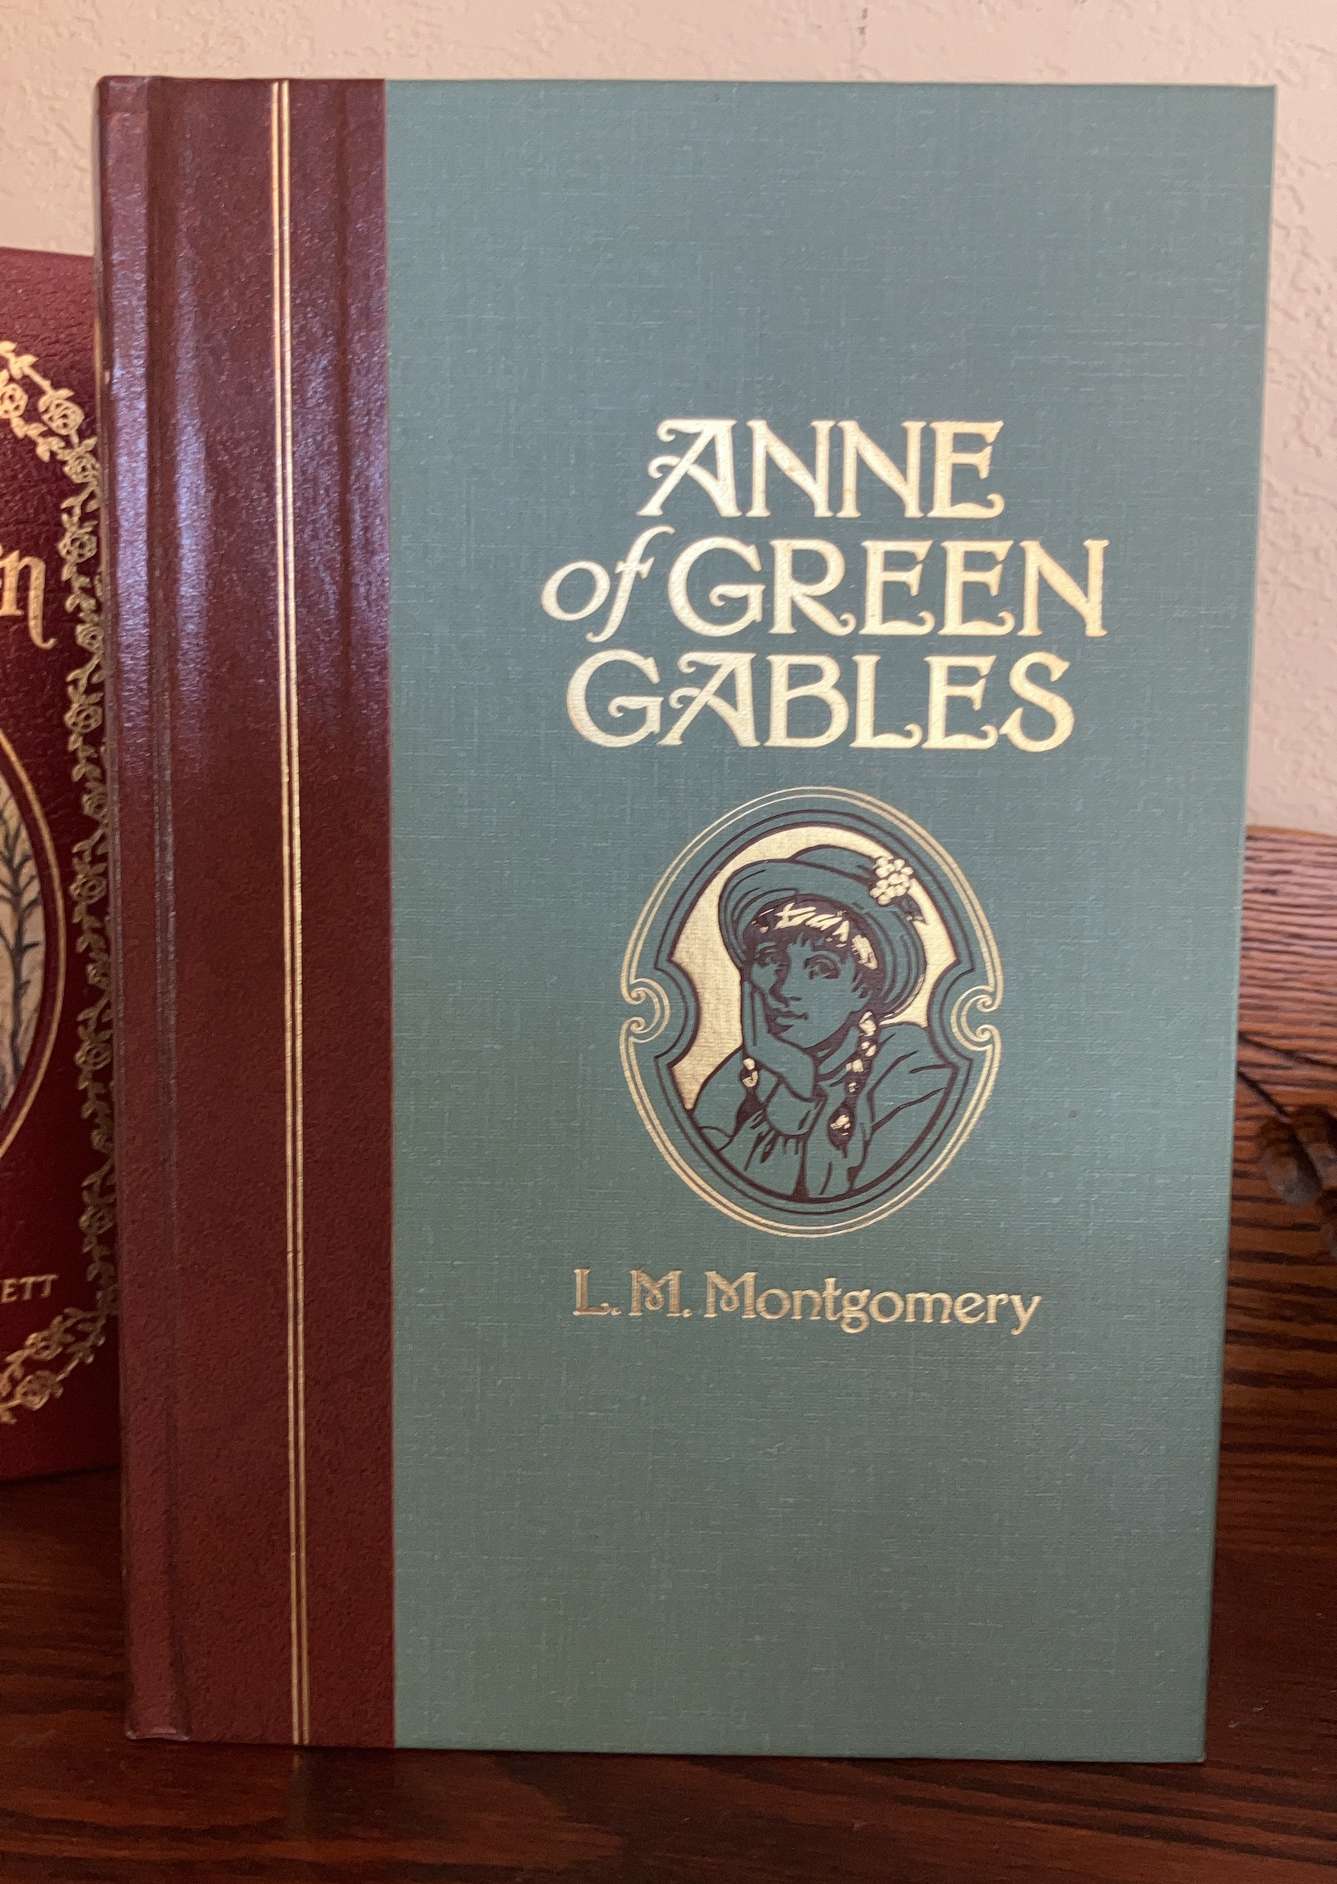 ANNE
of GREEN
GABLES
L. M. Montgomery